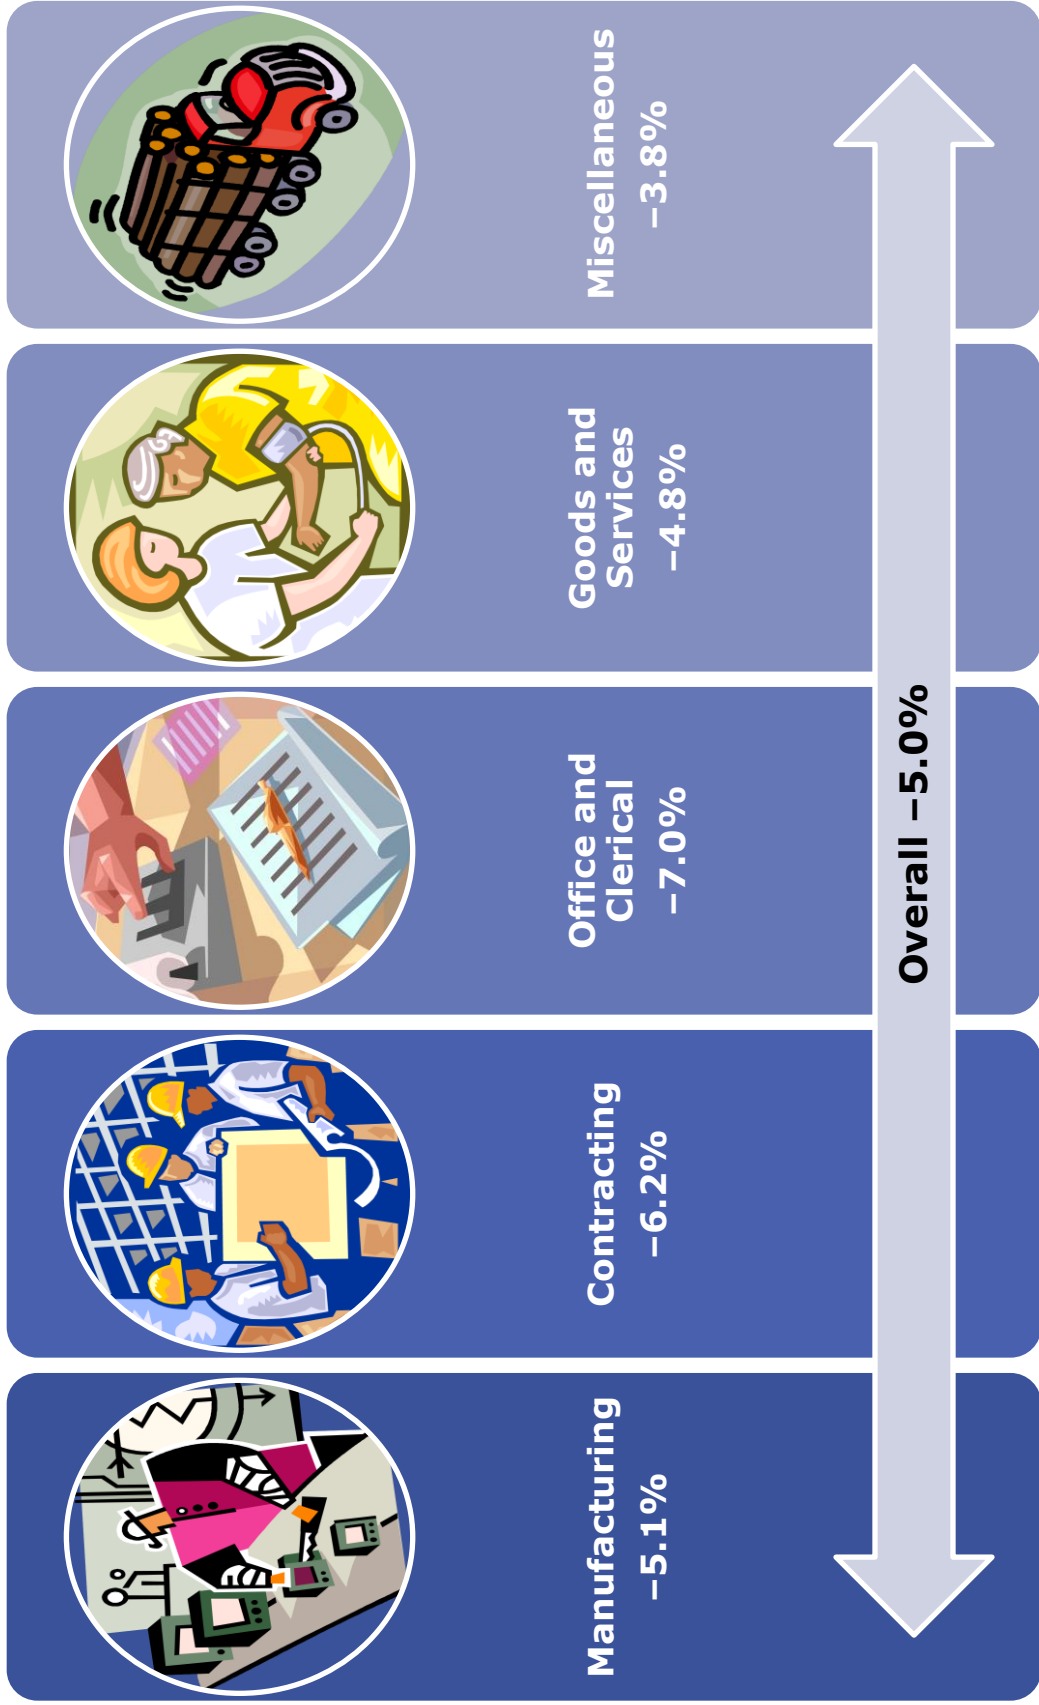 Manufacturing
−5.1%
Contracting
−6.2%
Office and
Clerical
−7.0%
Goods and
Services
−4.8%
Miscellaneous
−3.8%
Overall −5.0%